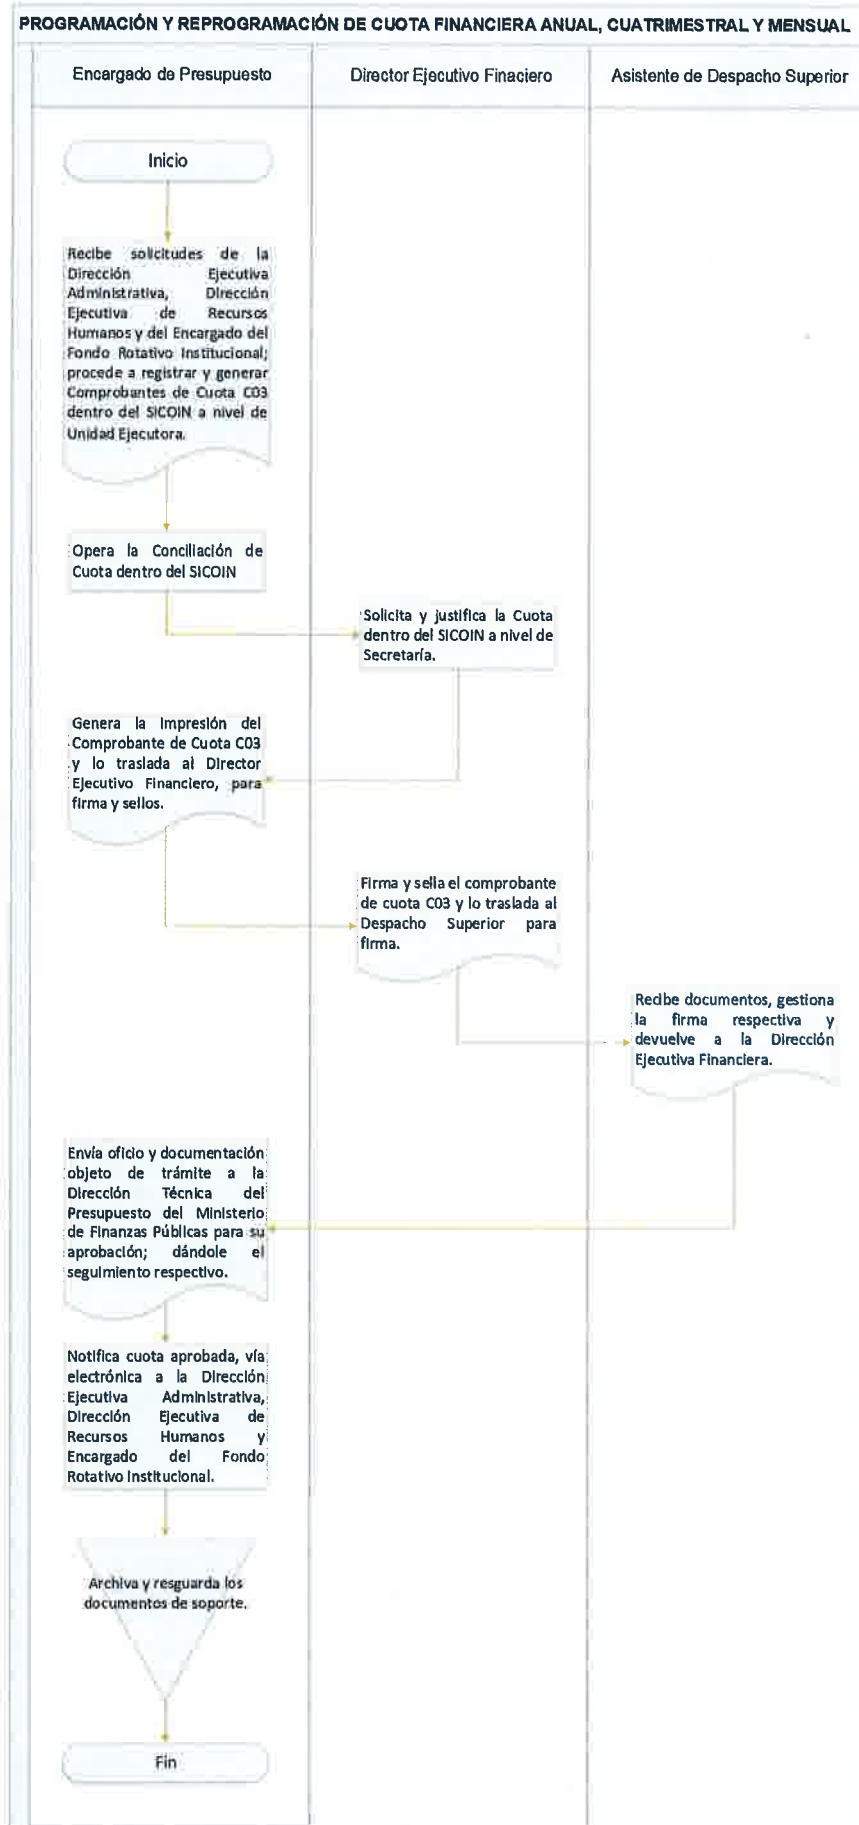 PROGRAMACIÓN Y REPROGRAMACIÓN DE CUOTA FINANCIERA ANUAL, CUATRIMESTRAL Y MENSUAL
Encargado de Presupuesto
Director Ejecutivo Finaciero
Asistente de Despacho Superior
Inicio
Recibe solicitudes de la
Dirección Ejecutiva
Administrativa, Dirección
Ejecutiva de Recursos
Humanos y del Encargado del
Fondo Rotativo Institucional;
procede a registrar y generar
Comprobantes de Cuota C03
dentro del SICOIN a nivel de
Unidad Ejecutora.
Opera la Conciliación de
Cuota dentro del SICOIN
Solicita y justifica la Cuota
dentro del SICOIN a nivel de
Secretaría.
Genera la impresión del
Comprobante de Cuota C03
y lo traslada al Director
Ejecutivo Financiero, para
firma y sellos.
Firma y sella el comprobante
de cuota C03 y lo traslada al
Despacho Superior para
firma.
Recibe documentos, gestiona
la firma respectiva y
devuelve a la Dirección
Ejecutiva Financiera.
Envía oficio y documentación
objeto de trámite a la
Dirección Técnica del
Presupuesto del Ministerio
de Finanzas Públicas para su
aprobación; dándole el
seguimiento respectivo.
Notifica cuota aprobada, vía
electrónica a la Dirección
Ejecutiva Administrativa,
Dirección Ejecutiva de
Recursos Humanos y
Encargado del Fondo
Rotativo Institucional.
Archiva y resguarda los
documentos de soporte.
Fin